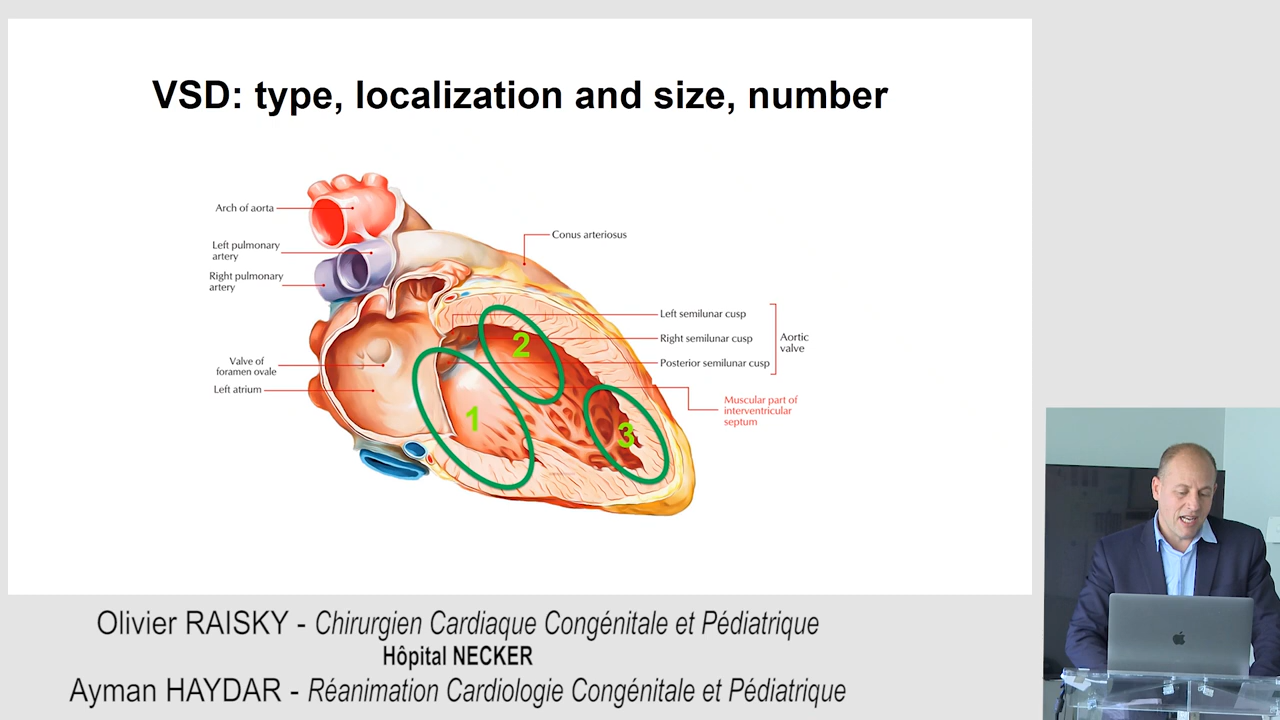 VSD: type, localization and size, number
Arch of aorta
Left pulmonary
artery
Right pulmonary
artery
Valve of
foramen ovale
Left atrium
Conus arteriosus
Left semilunar cusp
Right semilunar cusp
Posterior semilunar cusp
Aortic
valve
Muscular part of
interventricular
septum
1
2
3
Olivier RAISKY - Chirurgien Cardiaque Congénitale et Pédiatrique
Hôpital NECKER
Ayman HAYDAR - Réanimation Cardiologie Congénitale et Pédiatrique